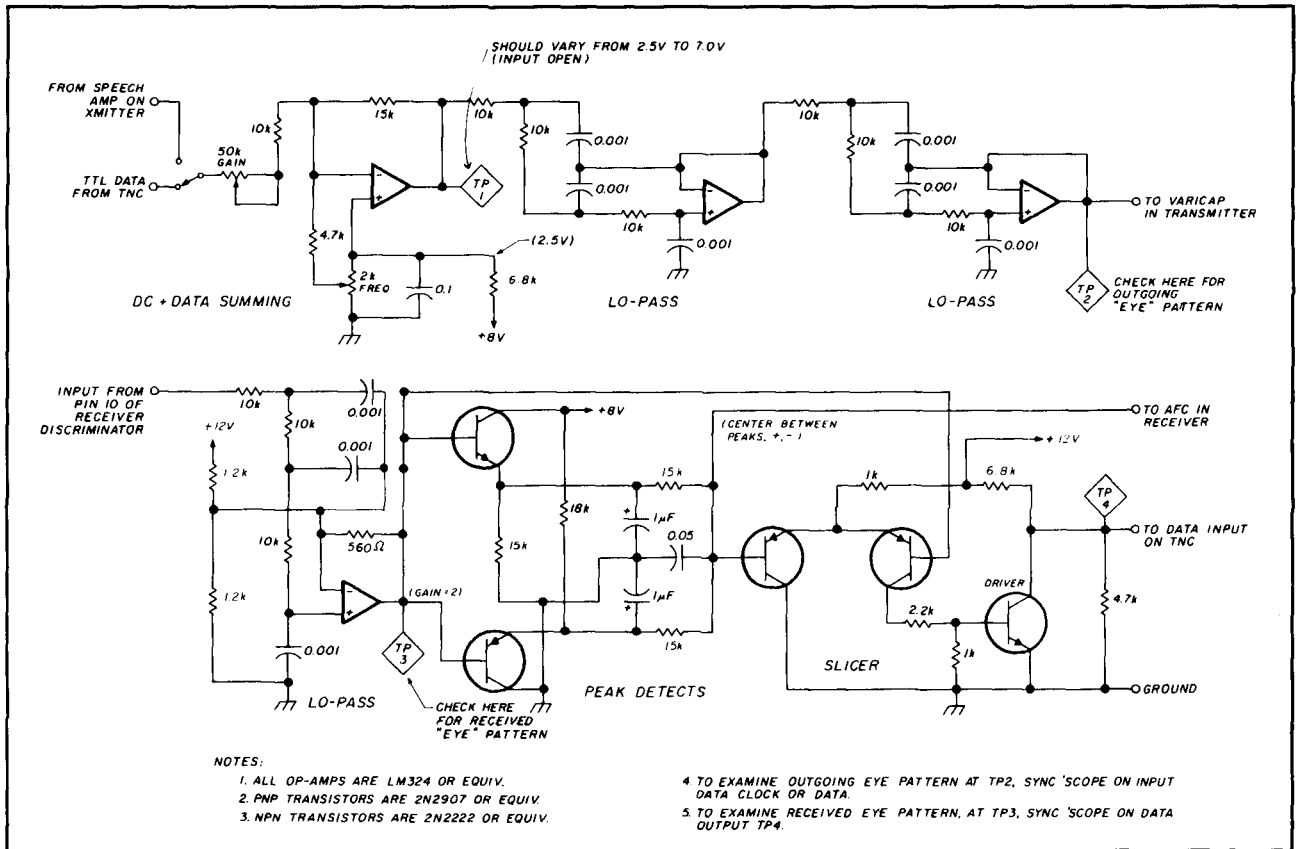 SHOULD VARY FROM 2.5V TO 7.0V
(INPUT OPEN)
FROM SPEECH
AMP ON
XMITTER
TTL DATA
FROM TNC
50k
GAIN
10k
15k
10k
10k
0.001
0.001
10k
0.001
10k
10k
0.001
0.001
10k
0.001
-
+
TP
1
-
+
-
+
4.7k
2k
FREQ
0.1
(2.5V)
6.8k
+8V
TO VARICAP
IN TRANSMITTER
TP
2
CHECK HERE FOR
OUTGOING
"EYE" PATTERN
DC + DATA SUMMING
LO-PASS
LO-PASS
INPUT FROM
PIN 10 OF
RECEIVER
DISCRIMINATOR
10k
0.001
10k
0.001
+12V
1.2k
10k
560Ω
1.2k
-
+
(GAIN=2)
0.001
TP
3
LO-PASS
CHECK HERE
FOR RECEIVED
"EYE" PATTERN
+8V
18k
15k
+
1µF
1µF
+
15k
0.05
15k
PEAK DETECTS
(CENTER BETWEEN
PEAKS, +,-)
TO AFC IN
RECEIVER
+12V
1k
6.8k
TP
4
TO DATA INPUT
ON TNC
DRIVER
2.2k
1k
4.7k
SLICER
GROUND
NOTES:
1. ALL OP-AMPS ARE LM324 OR EQUIV.
2. PNP TRANSISTORS ARE 2N2907 OR EQUIV.
3. NPN TRANSISTORS ARE 2N2222 OR EQUIV.
4. TO EXAMINE OUTGOING EYE PATTERN AT TP2, SYNC 'SCOPE ON INPUT
DATA CLOCK OR DATA.
5. TO EXAMINE RECEIVED EYE PATTERN, AT TP3, SYNC 'SCOPE ON DATA
OUTPUT TP4.